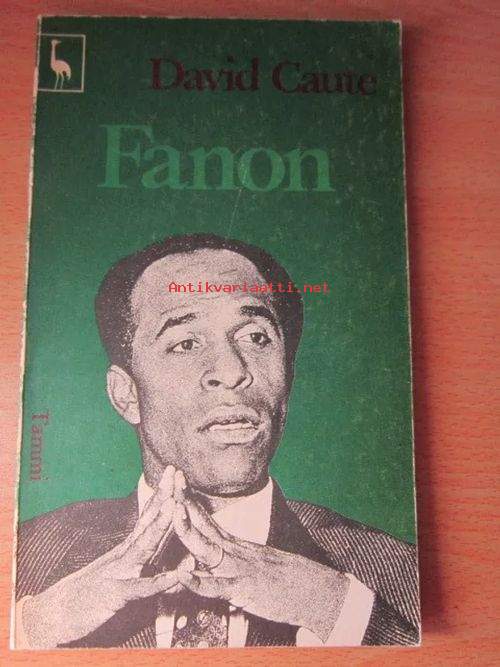 David Caute
Fanon
Antikvariaatti.net
Tammi